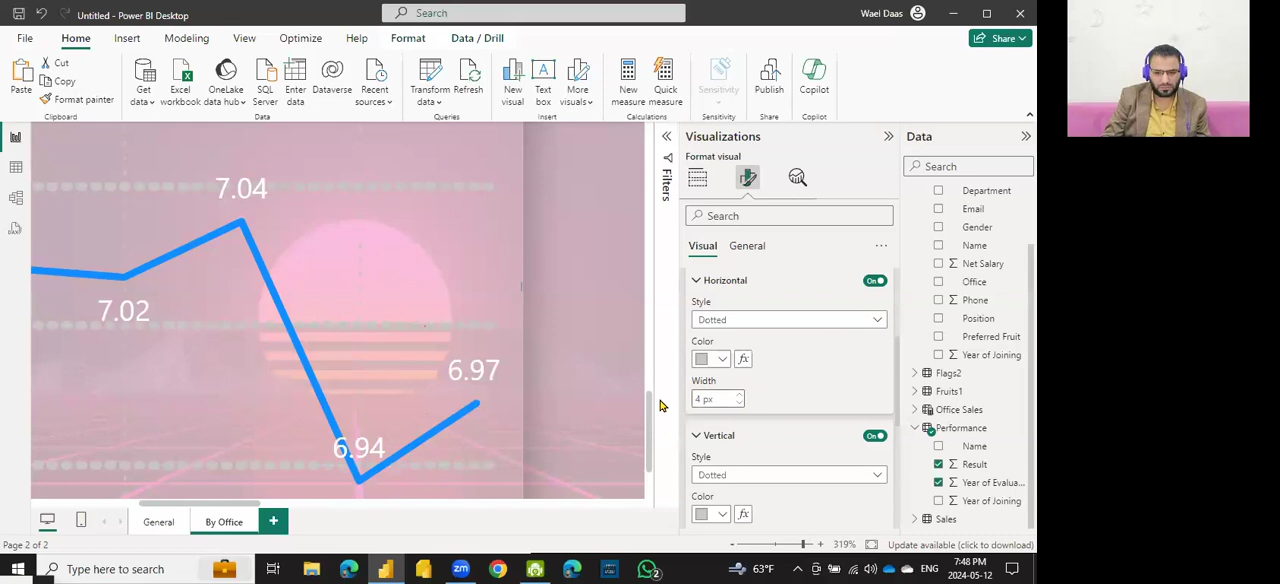 Untitled - Power BI Desktop
Search
Wael Daas
File
Home
Insert
Modeling
View
Optimize
Help
Format
Data / Drill
Share
Paste
Cut
Copy
Format painter
Clipboard
Get data
Excel workbook
OneLake data hub
SQL Server
Enter data
Dataverse
Recent sources
Data
Transform data
Refresh
Queries
New visual
Text box
More visuals
Insert
New measure
Quick measure
Calculations
Sensitivity
Sensitivity
Publish
Share
Copilot
Copilot
7.04
7.02
6.97
6.94
Filters
Visualizations
Format visual
Search
Visual
General
Horizontal
On
Style
Dotted
Color
fx
Width
4 px
Vertical
On
Style
Dotted
Color
fx
Data
Search
Department
Email
Gender
Name
Net Salary
Office
Phone
Position
Preferred Fruit
Year of Joining
Flags2
Fruits1
Office Sales
Performance
Name
Result
Year of Evalua...
Year of Joining
Sales
General
By Office
Page 2 of 2
319%
Update available (click to download)
Type here to search
zm
2
63°F
ENG
7:48 PM
2024-05-12